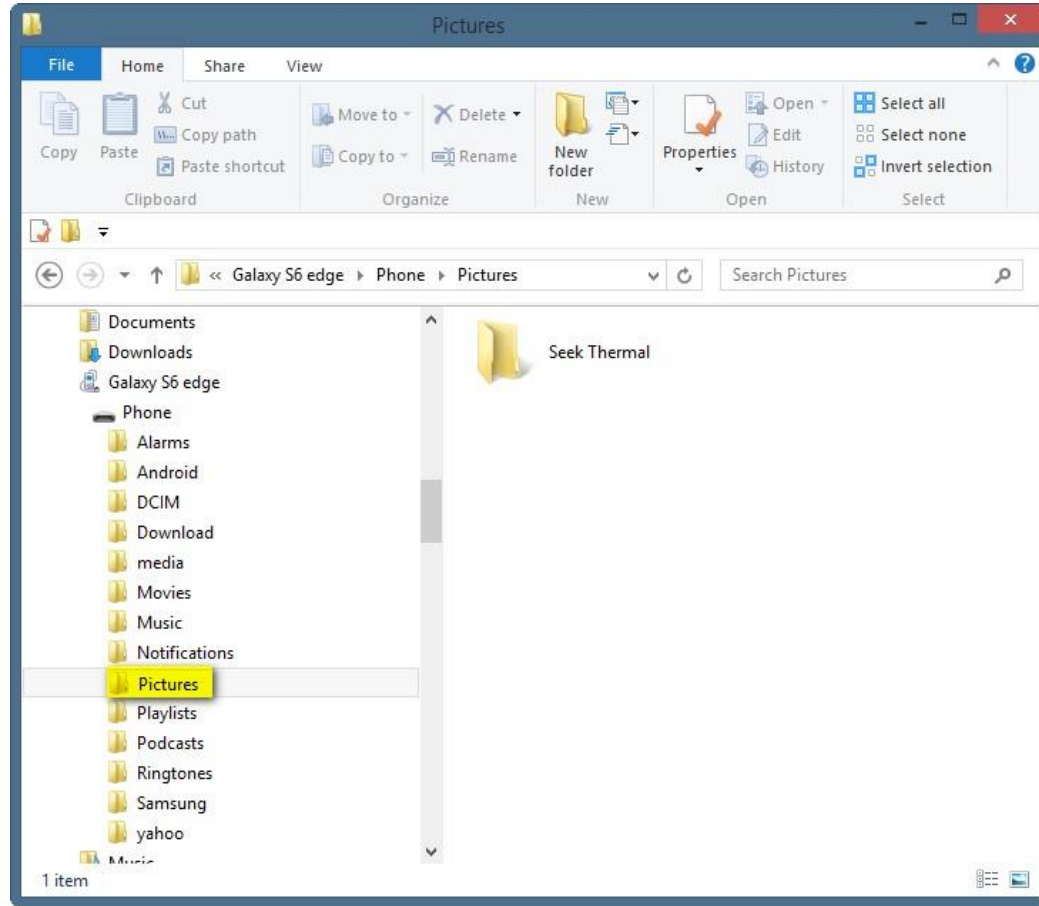 Pictures
File Home Share View
Copy
Paste
Cut
Copy path
Paste shortcut
Clipboard
Move to
Copy to
Delete
Rename
Organize
New folder
New
Properties
Open
Edit
History
Open
Select all
Select none
Invert selection
Select
« Galaxy S6 edge Phone Pictures
Search Pictures
Documents
Downloads
Galaxy S6 edge
Phone
Alarms
Android
DCIM
Download
media
Movies
Music
Notifications
Pictures
Playlists
Podcasts
Ringtones
Samsung
yahoo
Music
Seek Thermal
1 item